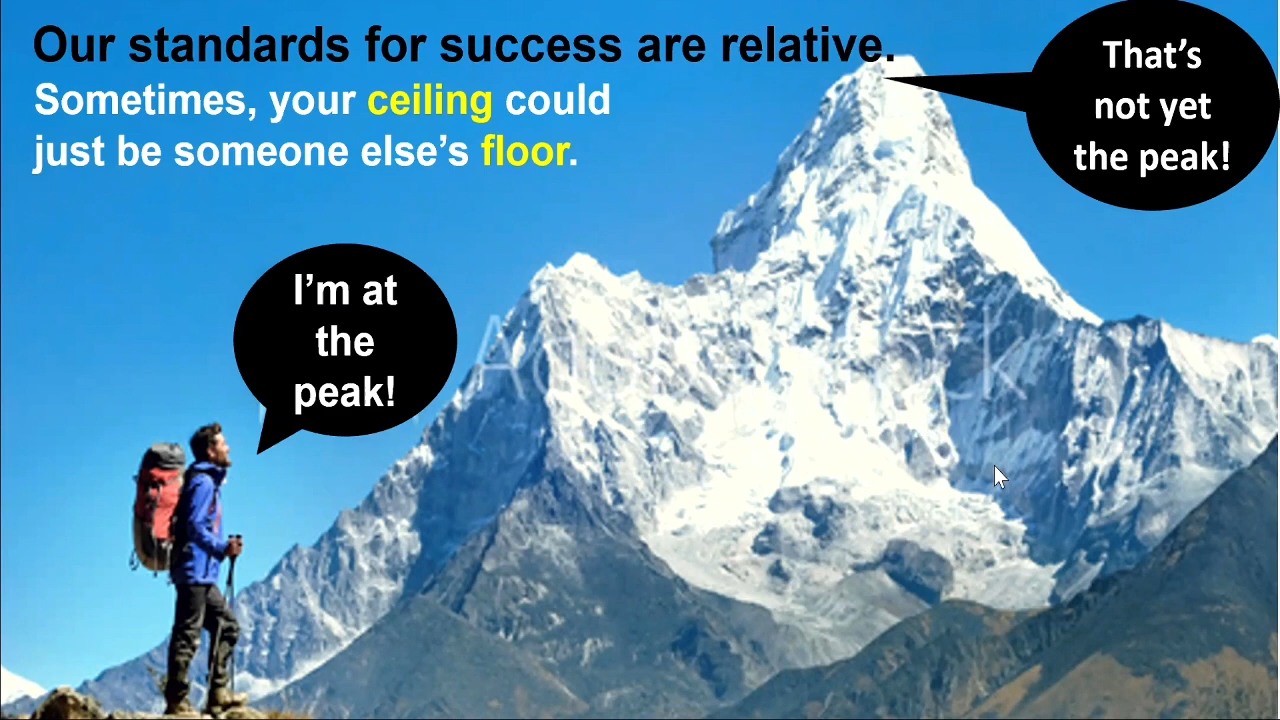 Our standards for success are relative.
Sometimes, your ceiling could
just be someone else's floor.
That's
not yet
the peak!
I'm at
the
peak!